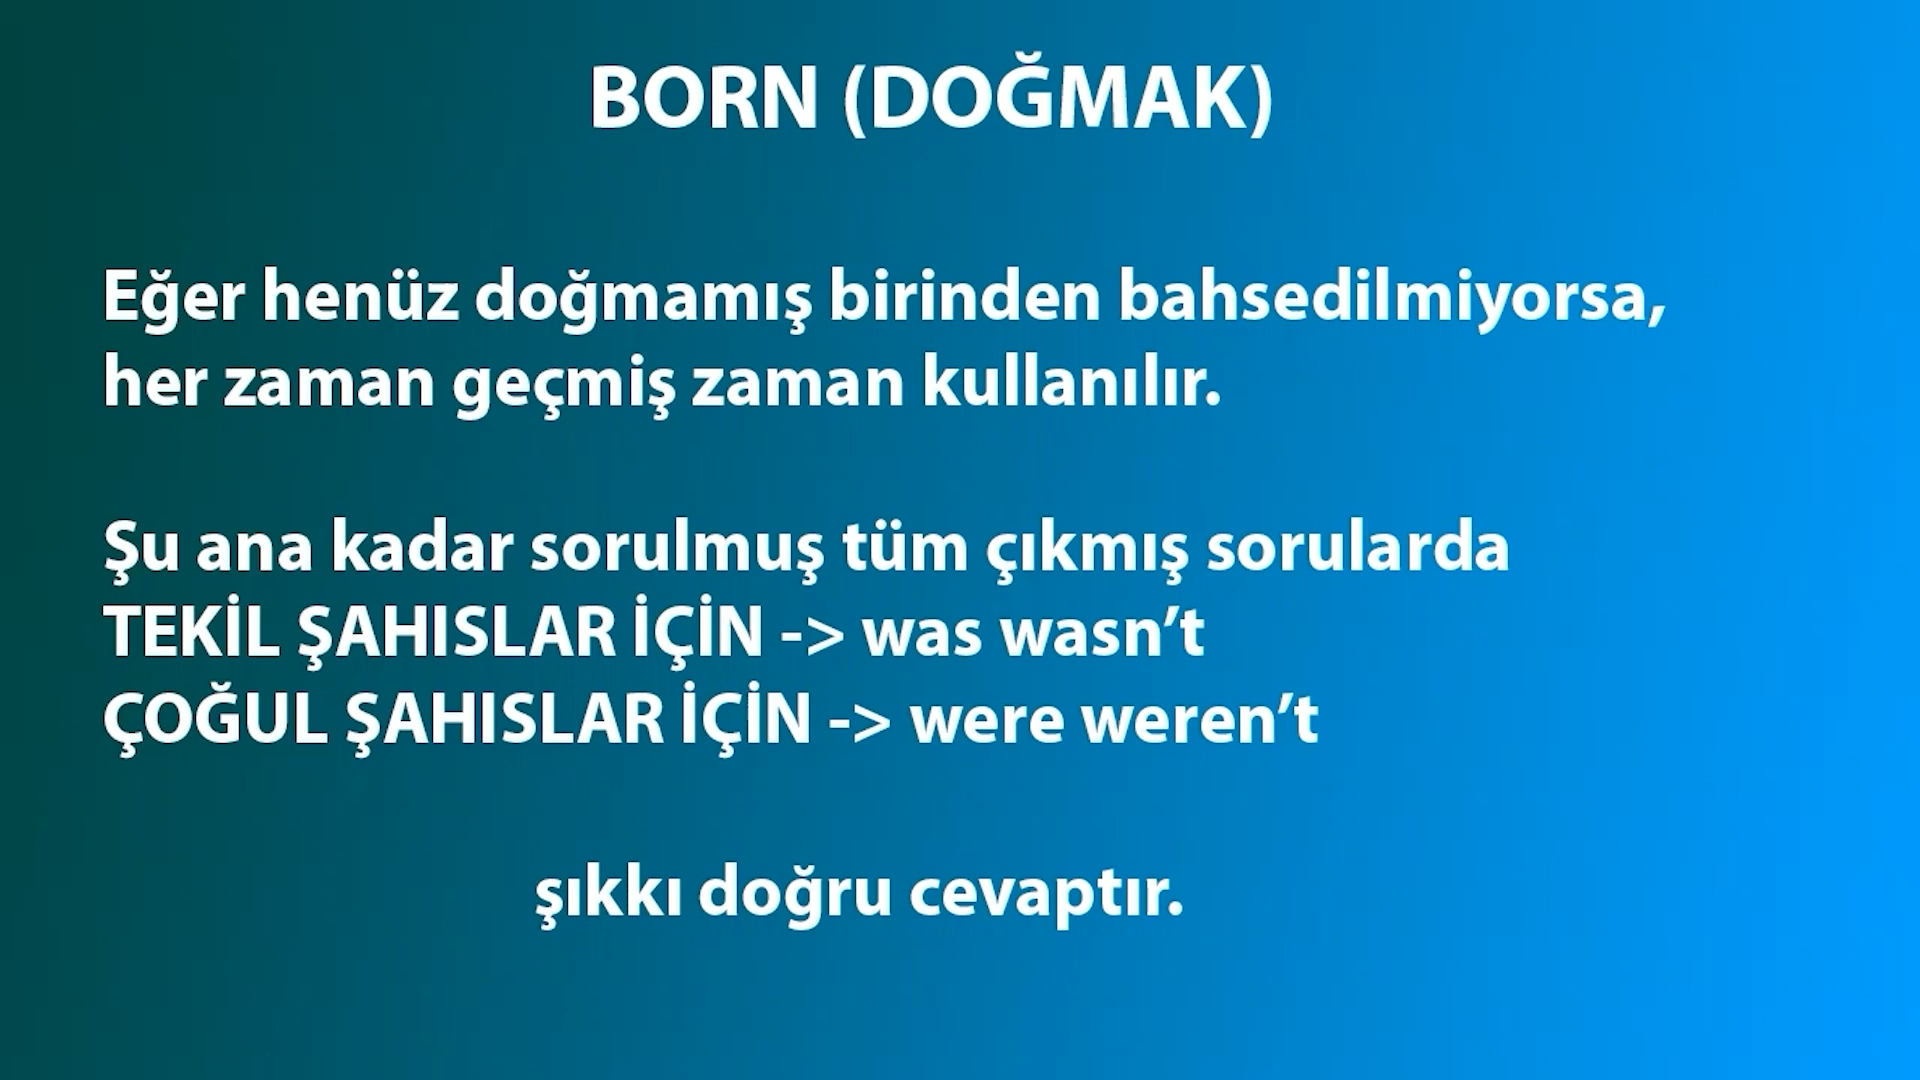 BORN (DOĞMAK)
Eğer henüz doğmamış birinden bahsedilmiyorsa,
her zaman geçmiş zaman kullanılır.
Şu ana kadar sorulmuş tüm çıkmış sorularda
TEKİL ŞAHISLAR İÇİN -> was wasn’t
ÇOĞUL ŞAHISLAR İÇİN -> were weren’t
şıkkı doğru cevaptır.